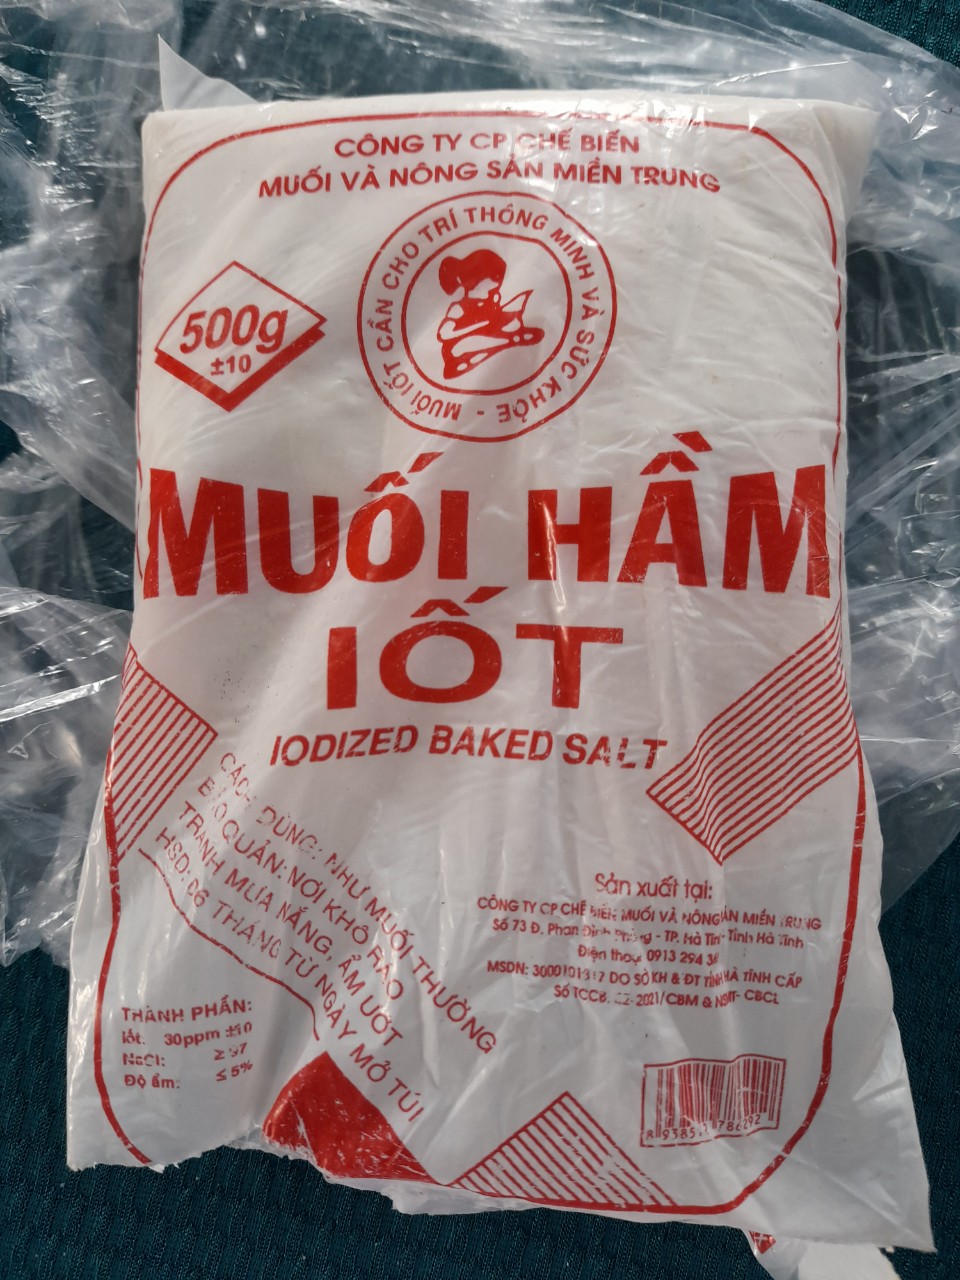 CÔNG TY CP CHẾ BIẾN
MUỐI VÀ NÔNG SẢN MIỀN TRUNG
MUỐI IỐT CẦN CHO TRÍ THÔNG MINH VÀ SỨC KHỎE -
500g
±10
MUỐI HẦM
IỐT
IODIZED BAKED SALT
CÁCH DÙNG: NHƯ MUỐI THƯỜNG
BẢO QUẢN: NƠI KHÔ RÁO
TRÁNH MƯA NẮNG, ẨM ƯỚT
HSD: 06 THÁNG TỪ NGÀY MỞ TÚI
THÀNH PHẦN:
Iốt: 30ppm ±10
NaCl: ≥ 97
Độ ẩm: ≤ 5%
Sản xuất tại:
CÔNG TY CP CHẾ BIẾN MUỐI VÀ NÔNG SẢN MIỀN TRUNG
Số 73 Đ. Phan Đình Phùng - TP. Hà Tĩnh - Tỉnh Hà Tĩnh
Điện thoại: 0913 294
MSDN: DO SỞ KH & ĐT TỈNH HÀ TĨNH CẤP
Số TCCB. 02-2021/CBM & NSMT- CBCL